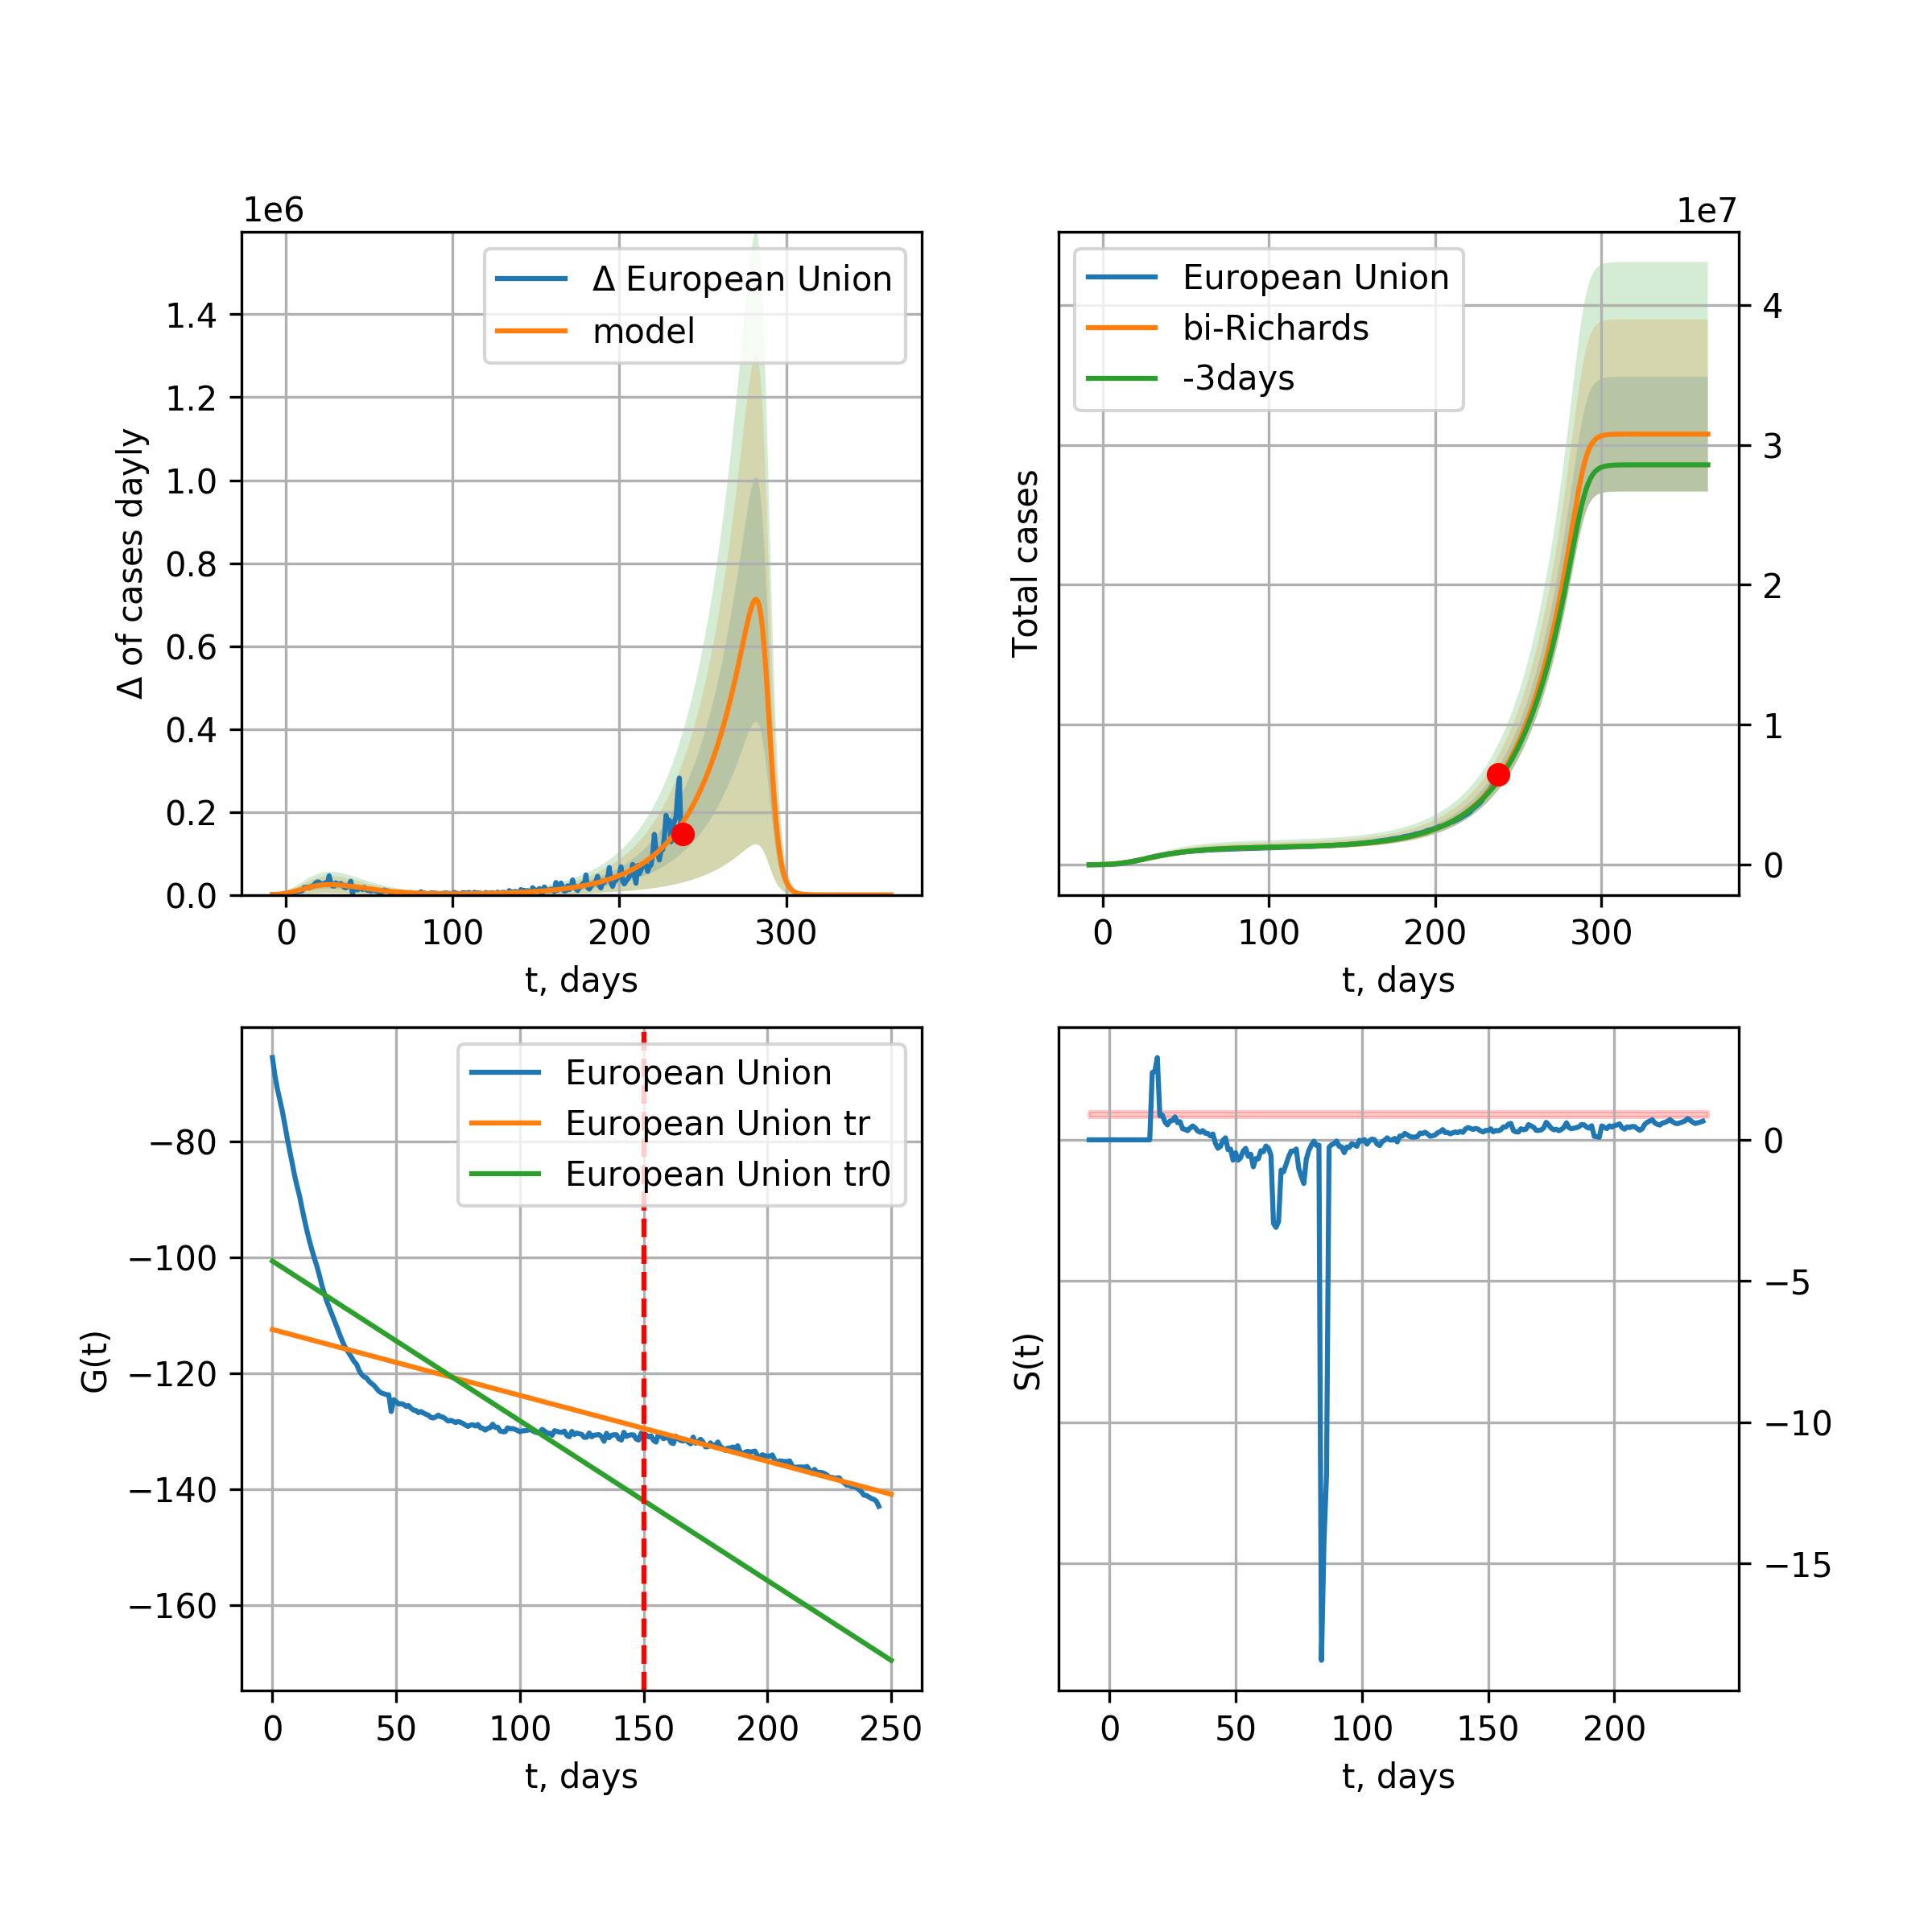 1e6
Δ European Union
model
1.4
1.2
1.0
0.8
0.6
0.4
0.2
0.0
Δ of cases dayly
0 100 200 300
t, days
1e7
European Union
bi-Richards
-3days
4
3
2
1
0
Total cases
0 100 200 300
t, days
European Union
European Union tr
European Union tr0
−80
−100
−120
−140
−160
G(t)
0 50 100 150 200 250
t, days
0
−5
−10
−15
S(t)
0 50 100 150 200
t, days